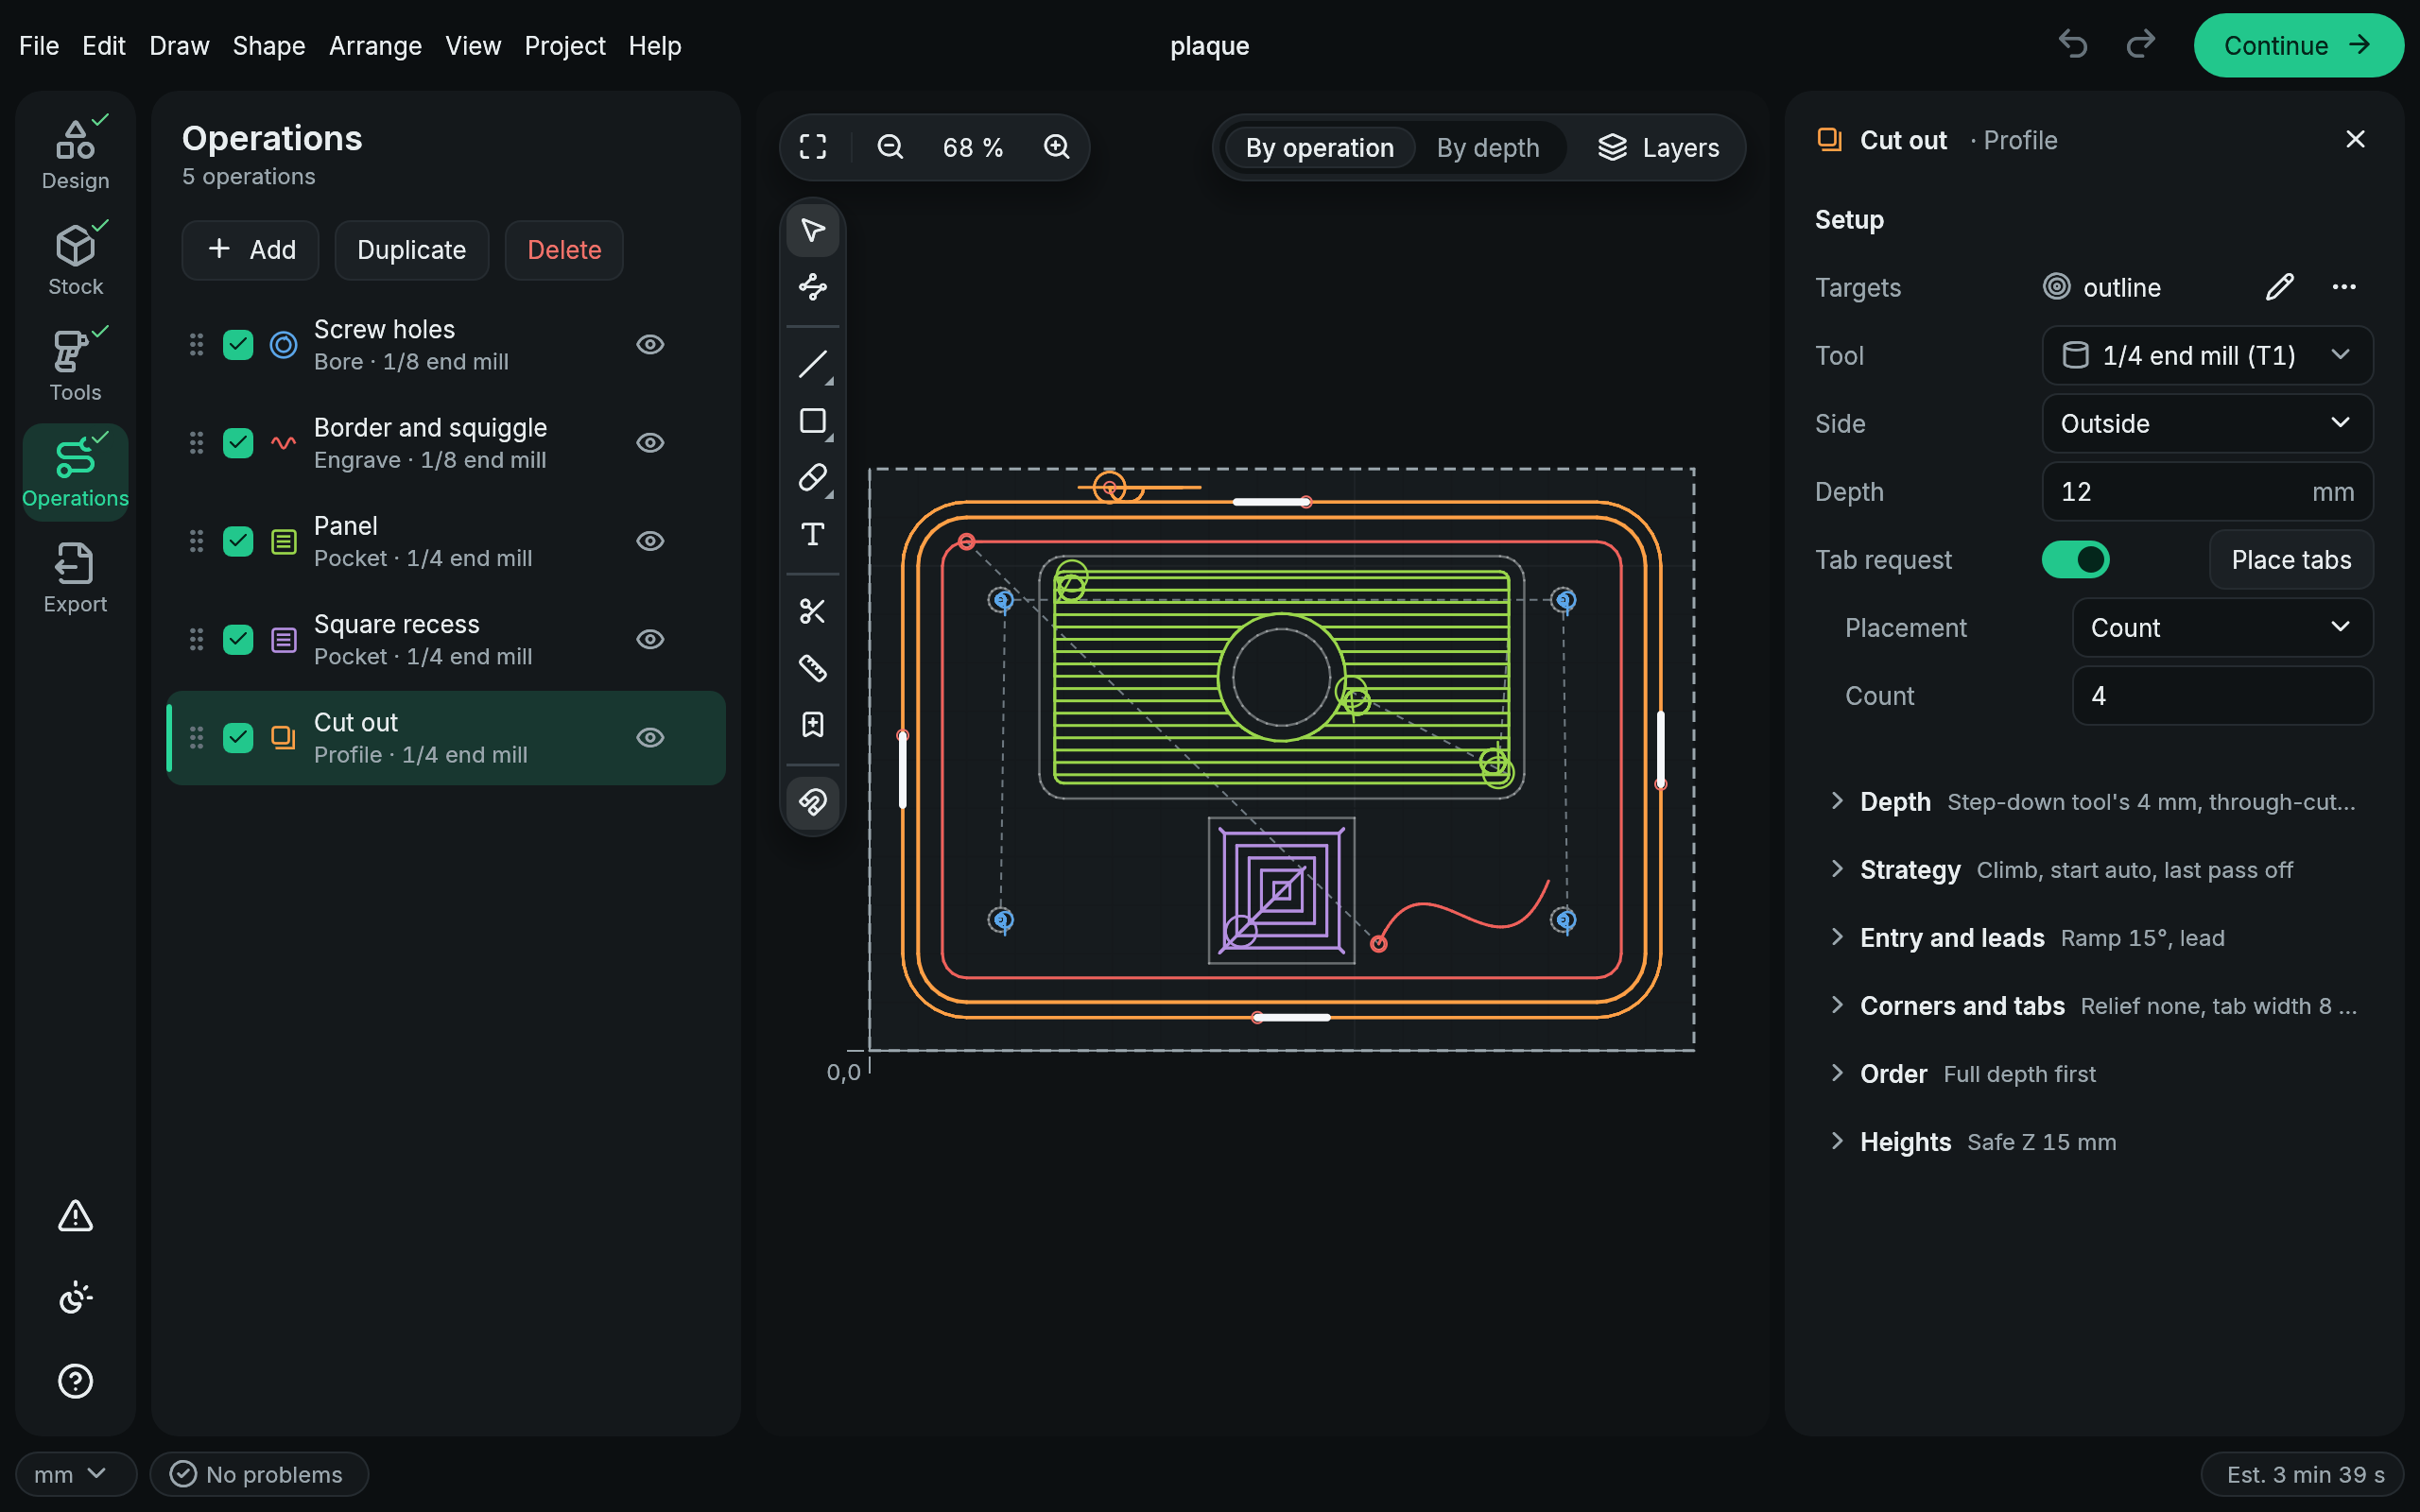 File Edit Draw Shape Arrange View Project Help
plaque
Continue
Design
Stock
Tools
Operations
Export
Operations
5 operations
Add
Duplicate
Delete
Screw holes
Bore · 1/8 end mill
Border and squiggle
Engrave · 1/8 end mill
Panel
Pocket · 1/4 end mill
Square recess
Pocket · 1/4 end mill
Cut out
Profile · 1/4 end mill
68 %
By operation
By depth
Layers
0,0
Cut out · Profile
Setup
Targets outline
Tool 1/4 end mill (T1)
Side Outside
Depth 12 mm
Tab request Place tabs
Placement Count
Count 4
Depth Step-down tool's 4 mm, through-cut...
Strategy Climb, start auto, last pass off
Entry and leads Ramp 15°, lead
Corners and tabs Relief none, tab width 8 ...
Order Full depth first
Heights Safe Z 15 mm
mm
No problems
Est. 3 min 39 s